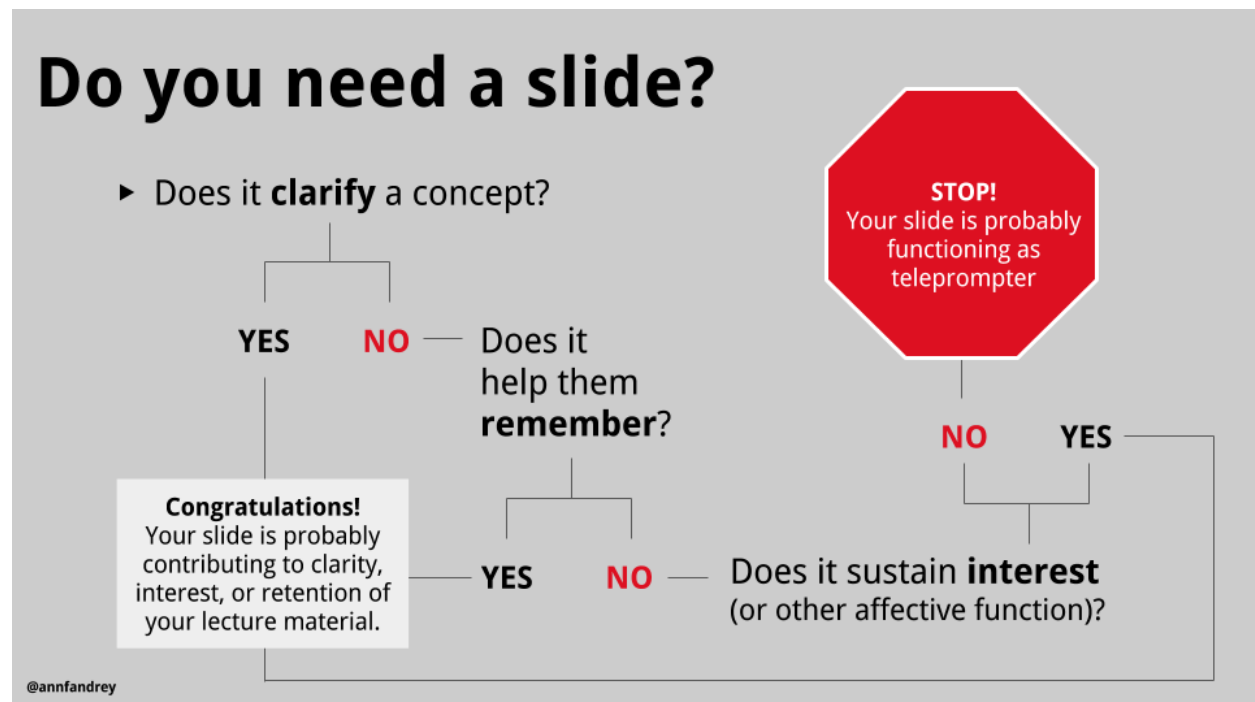 Do you need a slide?
▸ Does it clarify a concept?
YES
NO
Does it
help them
remember?
Congratulations!
Your slide is probably
contributing to clarity,
interest, or retention of
your lecture material.
YES
NO
Does it sustain interest
(or other affective function)?
NO
YES
STOP!
Your slide is probably
functioning as
teleprompter
@annfandrey